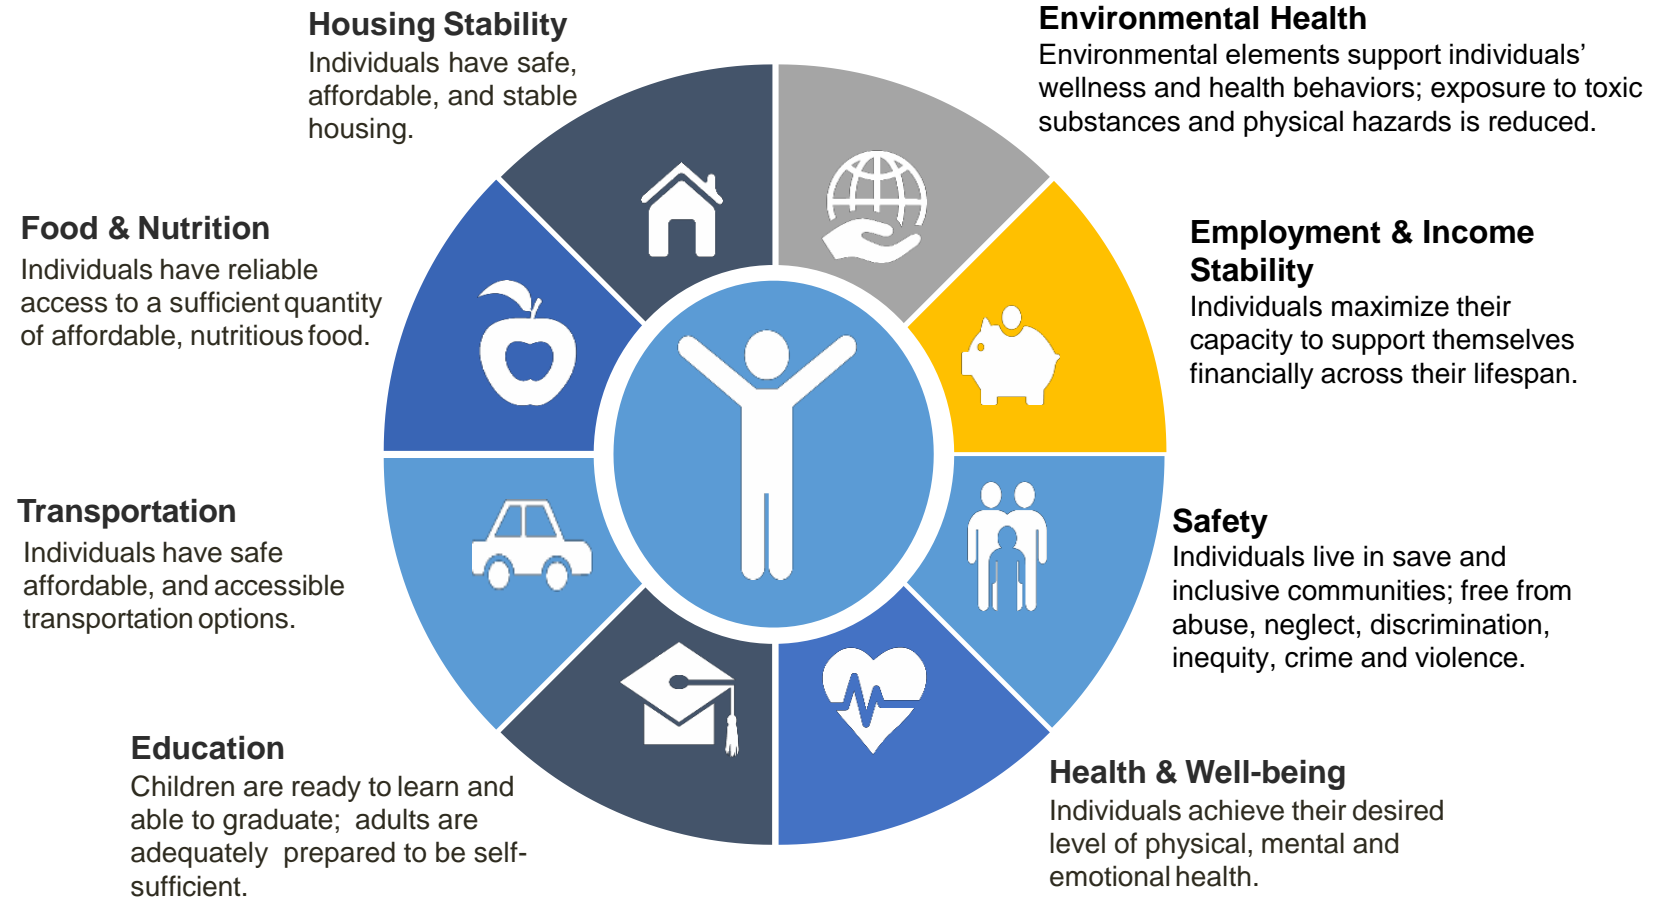 Housing Stability
Individuals have safe,
affordable, and stable
housing.
Environmental Health
Environmental elements support individuals’
wellness and health behaviors; exposure to toxic
substances and physical hazards is reduced.
Food & Nutrition
Individuals have reliable
access to a sufficient quantity
of affordable, nutritious food.
Employment & Income
Stability
Individuals maximize their
capacity to support themselves
financially across their lifespan.
Transportation
Individuals have safe
affordable, and accessible
transportation options.
Safety
Individuals live in save and
inclusive communities; free from
abuse, neglect, discrimination,
inequity, crime and violence.
Education
Children are ready to learn and
able to graduate; adults are
adequately prepared to be self-
sufficient.
Health & Well-being
Individuals achieve their desired
level of physical, mental and
emotional health.